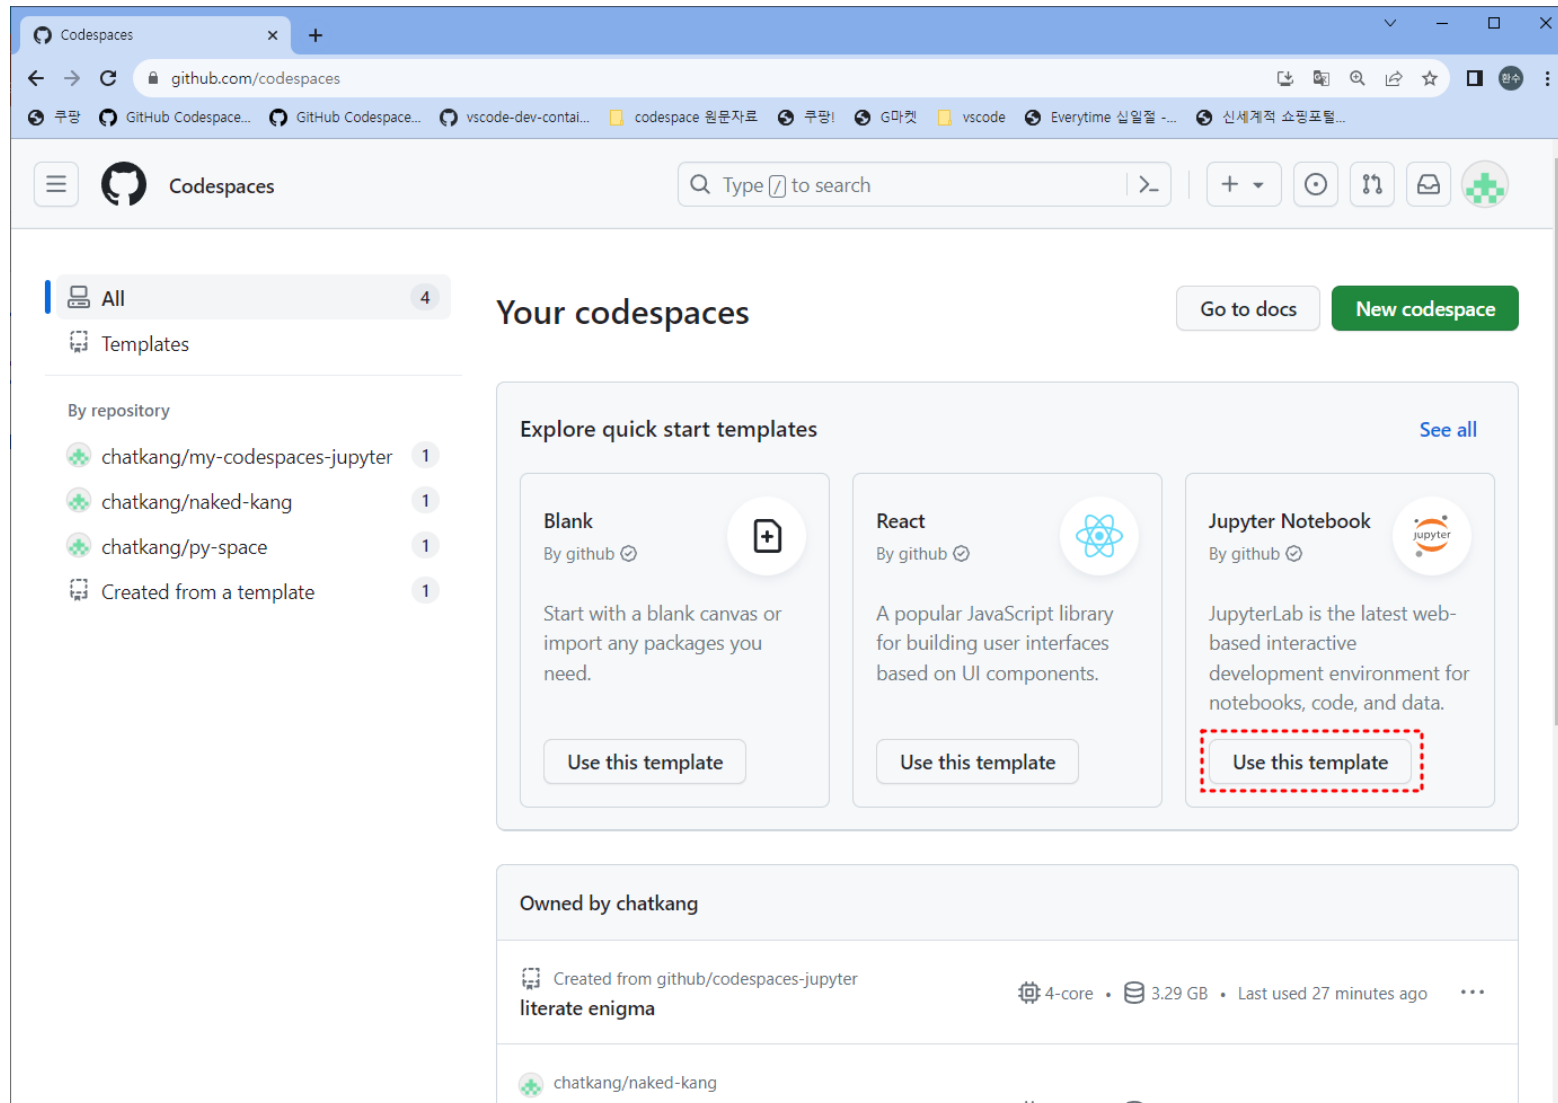 Codespaces
github.com/codespaces
환수
쿠팡
GitHub Codespace...
GitHub Codespace...
vscode-dev-contai...
codespace 원문자료
쿠팡!
G마켓
vscode
Everytime 십일절 -...
신세계적 쇼핑포털...
Codespaces
Type / to search
All 4
Templates
By repository
chatkang/my-codespaces-jupyter 1
chatkang/naked-kang 1
chatkang/py-space 1
Created from a template 1
Your codespaces
Go to docs
New codespace
Explore quick start templates
See all
Blank
By github
Start with a blank canvas or
import any packages you
need.
Use this template
React
By github
A popular JavaScript library
for building user interfaces
based on UI components.
Use this template
Jupyter Notebook
By github
jupyter
JupyterLab is the latest web-
based interactive
development environment for
notebooks, code, and data.
Use this template
Owned by chatkang
Created from github/codespaces-jupyter
literate enigma
4-core • 3.29 GB • Last used 27 minutes ago
chatkang/naked-kang